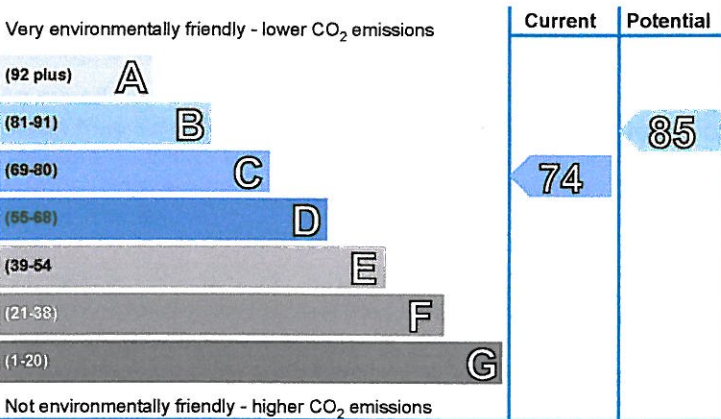 Very environmentally friendly - lower CO2 emissions
Current
Potential
(92 plus) A
(81-91) B
85
(69-80) C
74
(55-68) D
(39-54 E
(21-38) F
(1-20) G
Not environmentally friendly - higher CO2 emissions